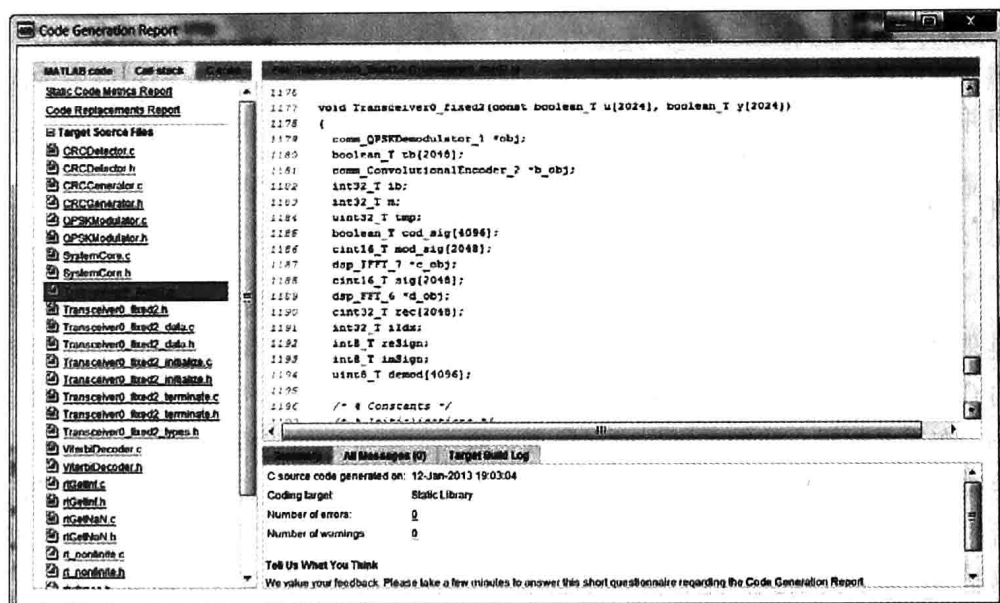 Code Generation Report
MATLAB code Call stack C code
Static Code Metrics Report
Code Replacements Report
Target Source Files
CRCDetector.c
CRCDetector.h
CRCGenerator.c
CRCGenerator.h
QPSKModulator.c
QPSKModulator.h
SystemCore.c
SystemCore.h
Transceiver0_fixed2.h
Transceiver0_fixed2_data.c
Transceiver0_fixed2_data.h
Transceiver0_fixed2_initialize.c
Transceiver0_fixed2_initialize.h
Transceiver0_fixed2_terminate.c
Transceiver0_fixed2_terminate.h
Transceiver0_fixed2_types.h
ViterbiDecoder.c
ViterbiDecoder.h
rtGetInf.c
rtGetInf.h
rtGetNaN.c
rtGetNaN.h
rt_nonfinite.c
rt_nonfinite.h
1176
1177 void Transceiver0_fixed2(const boolean_T u[2024], boolean_T y[2024])
1178 {
1179 comm_QPSKDemodulator_1 *obj;
1180 boolean_T tb[2048];
1181 comm_ConvolutionalEncoder_2 *b_obj;
1182 int32_T ib;
1183 int32_T m;
1184 uint32_T tmp;
1185 boolean_T cod_sig[4096];
1186 cint16_T mod_sig[2048];
1187 dsp_IFFT_7 *c_obj;
1188 cint16_T sig[2048];
1189 dsp_FFT_6 *d_obj;
1190 cint32_T rec[2048];
1191 int32_T iIdx;
1192 int8_T reSign;
1193 int8_T imSign;
1194 uint8_T demod[4096];
1195
1196 /* % Constants */
All Messages (0) Target Build Log
C source code generated on: 12-Jan-2013 19:03:04
Coding target Static Library
Number of errors: 0
Number of warnings 0
Tell Us What You Think
We value your feedback. Please take a few minutes to answer this short questionnaire regarding the Code Generation Report